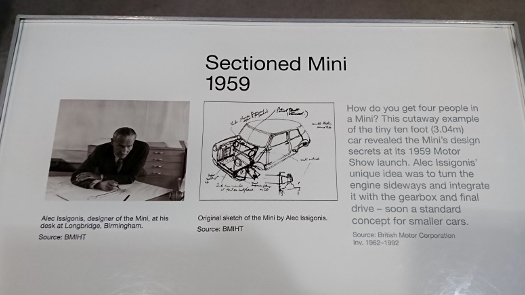 Sectioned Mini
1959
Alec Issigonis, designer of the Mini, at his
desk at Longbridge, Birmingham.
Source: BMIHT
Original sketch of the Mini by Alec Issigonis.
Source: BMIHT
How do you get four people in
a Mini? This cutaway example
of the tiny ten foot (3.04m)
car revealed the Mini's design
secrets at its 1959 Motor
Show launch. Alec Issigonis'
unique idea was to turn the
engine sideways and integrate
it with the gearbox and final
drive – soon a standard
concept for smaller cars.
Source: British Motor Corporation
Inv. 1962-1992